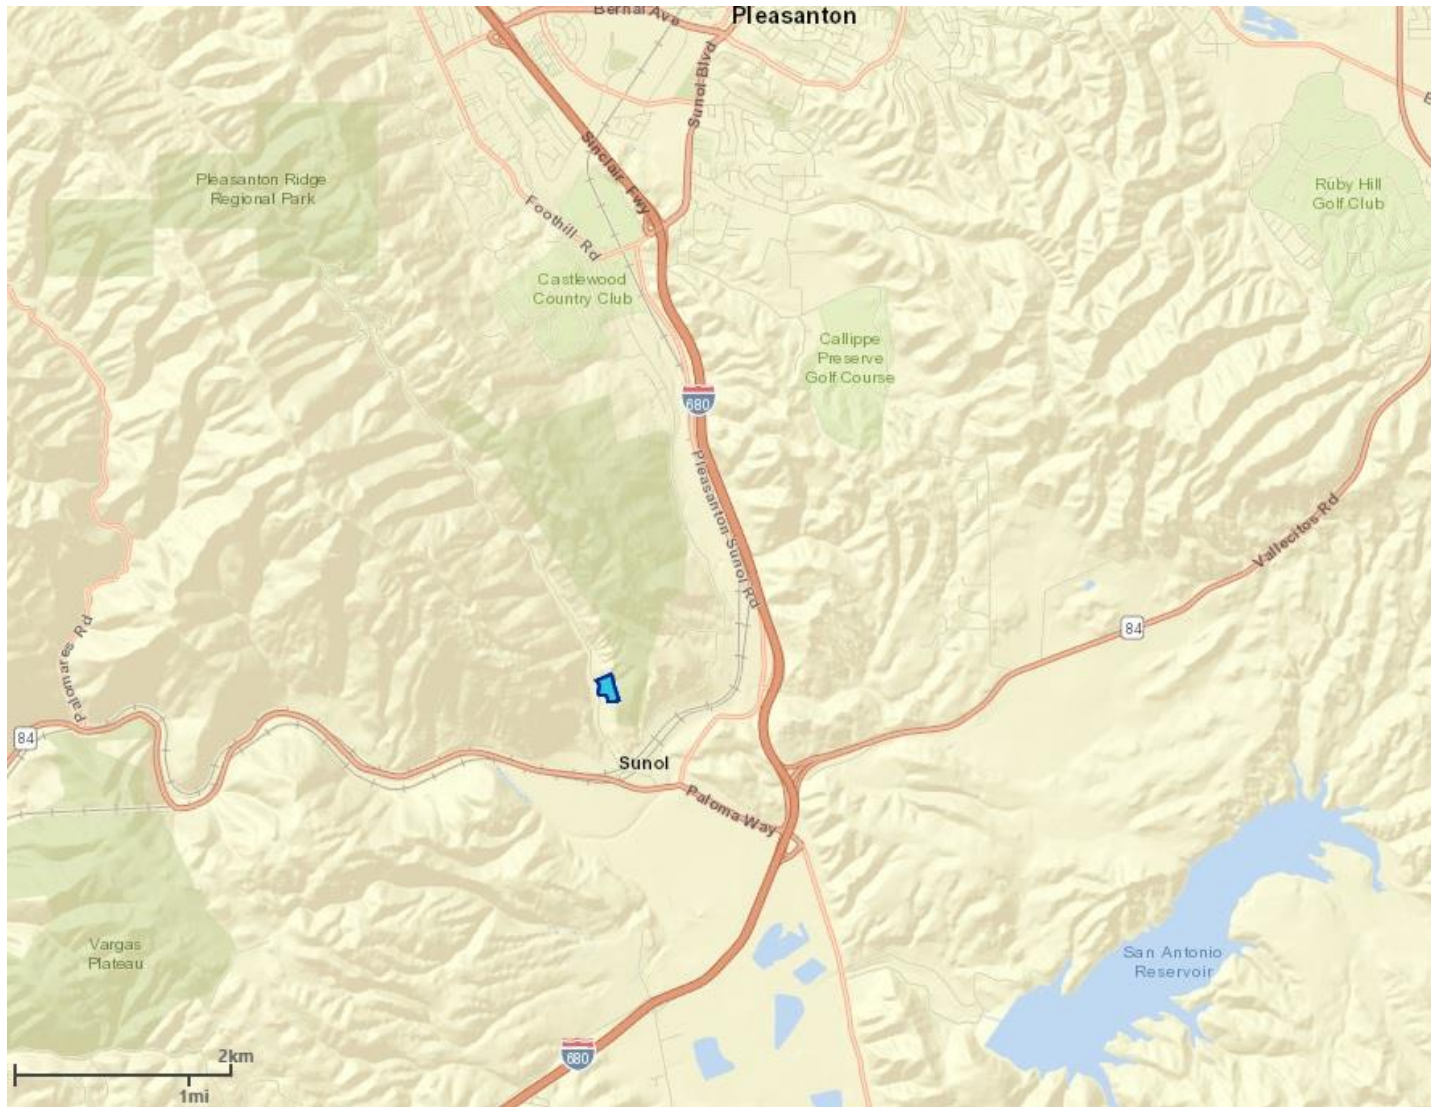 Bernal Ave
Pleasanton
Sunol Blvd
Sinclair Fwy
Pleasanton Ridge
Regional Park
Ruby Hill
Golf Club
Foothill Rd
Castlewood
Country Club
Callippe
Preserve
Golf Course
680
Pleasanton Sunol Rd
Vallecitos Rd
84
Palomares Rd
84
Sunol
Paloma Way
Vargas
Plateau
San Antonio
Reservoir
680
2km
1mi